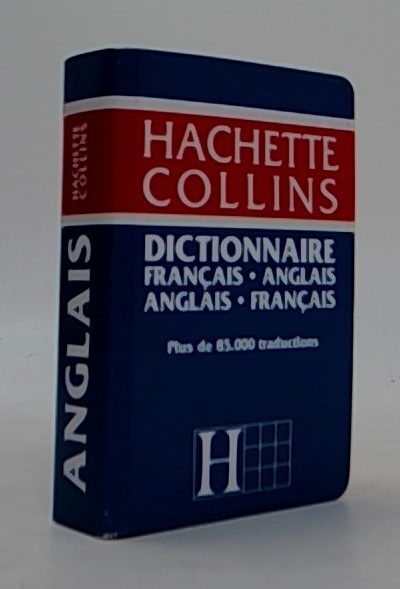 HACHETTE
COLLINS
DICTIONNAIRE
FRANÇAIS • ANGLAIS
ANGLAIS • FRANÇAIS
Plus de 85.000 traductions
H
HACHETTE
COLLINS
ANGLAIS